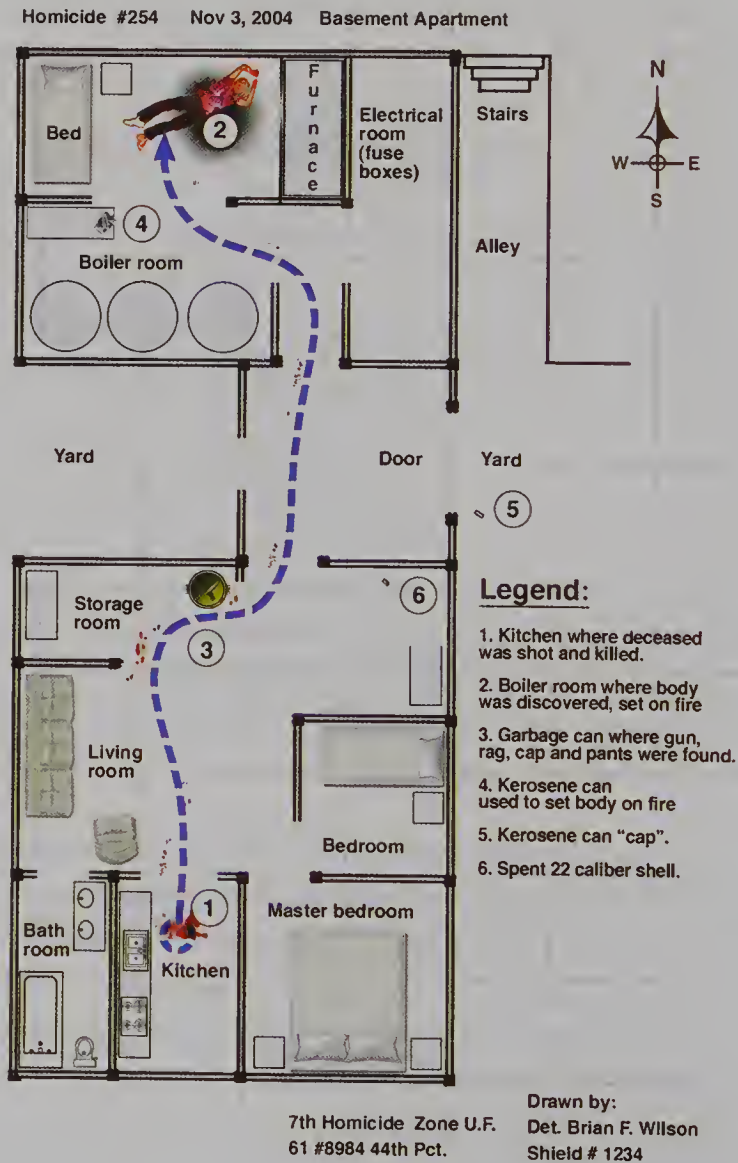 Homicide #254 Nov 3, 2004 Basement Apartment
Furnace
Electrical
room
(fuse
boxes)
Stairs
N
W E
S
Bed
2
4
Boiler room
Alley
Yard
Door
Yard
5
Storage
room
6
3
Living
room
Bedroom
1
Master bedroom
Bath
room
Kitchen
Legend:
1. Kitchen where deceased
was shot and killed.
2. Boiler room where body
was discovered, set on fire
3. Garbage can where gun,
rag, cap and pants were found.
4. Kerosene can
used to set body on fire
5. Kerosene can “cap”.
6. Spent 22 caliber shell.
7th Homicide Zone U.F.
61 #8984 44th Pct.
Drawn by:
Det. Brian F. Wilson
Shield # 1234